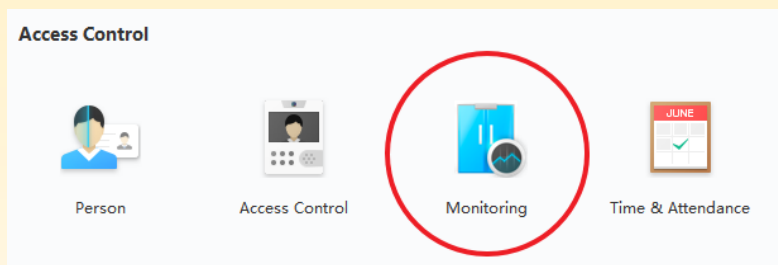 Access Control
JUNE
Person
Access Control
Monitoring
Time & Attendance